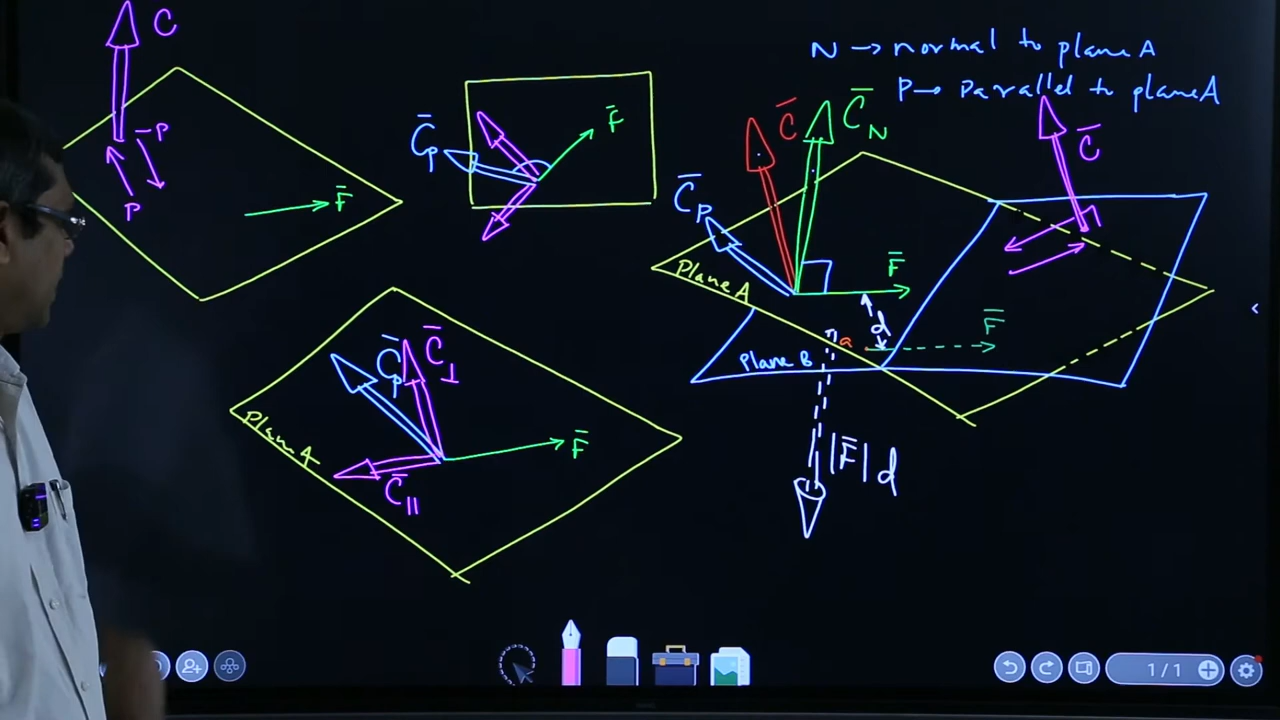 C
-P
P
F̄
C̄p
F̄
N → normal to plane A
P → parallel to plane A
C̄
C̄N
C̄p
F̄
C̄
Plane A
d
a
F̄
Plane B
|F̄|d
C̄p
C̄⊥
F̄
Plane A
C̄||
1/1